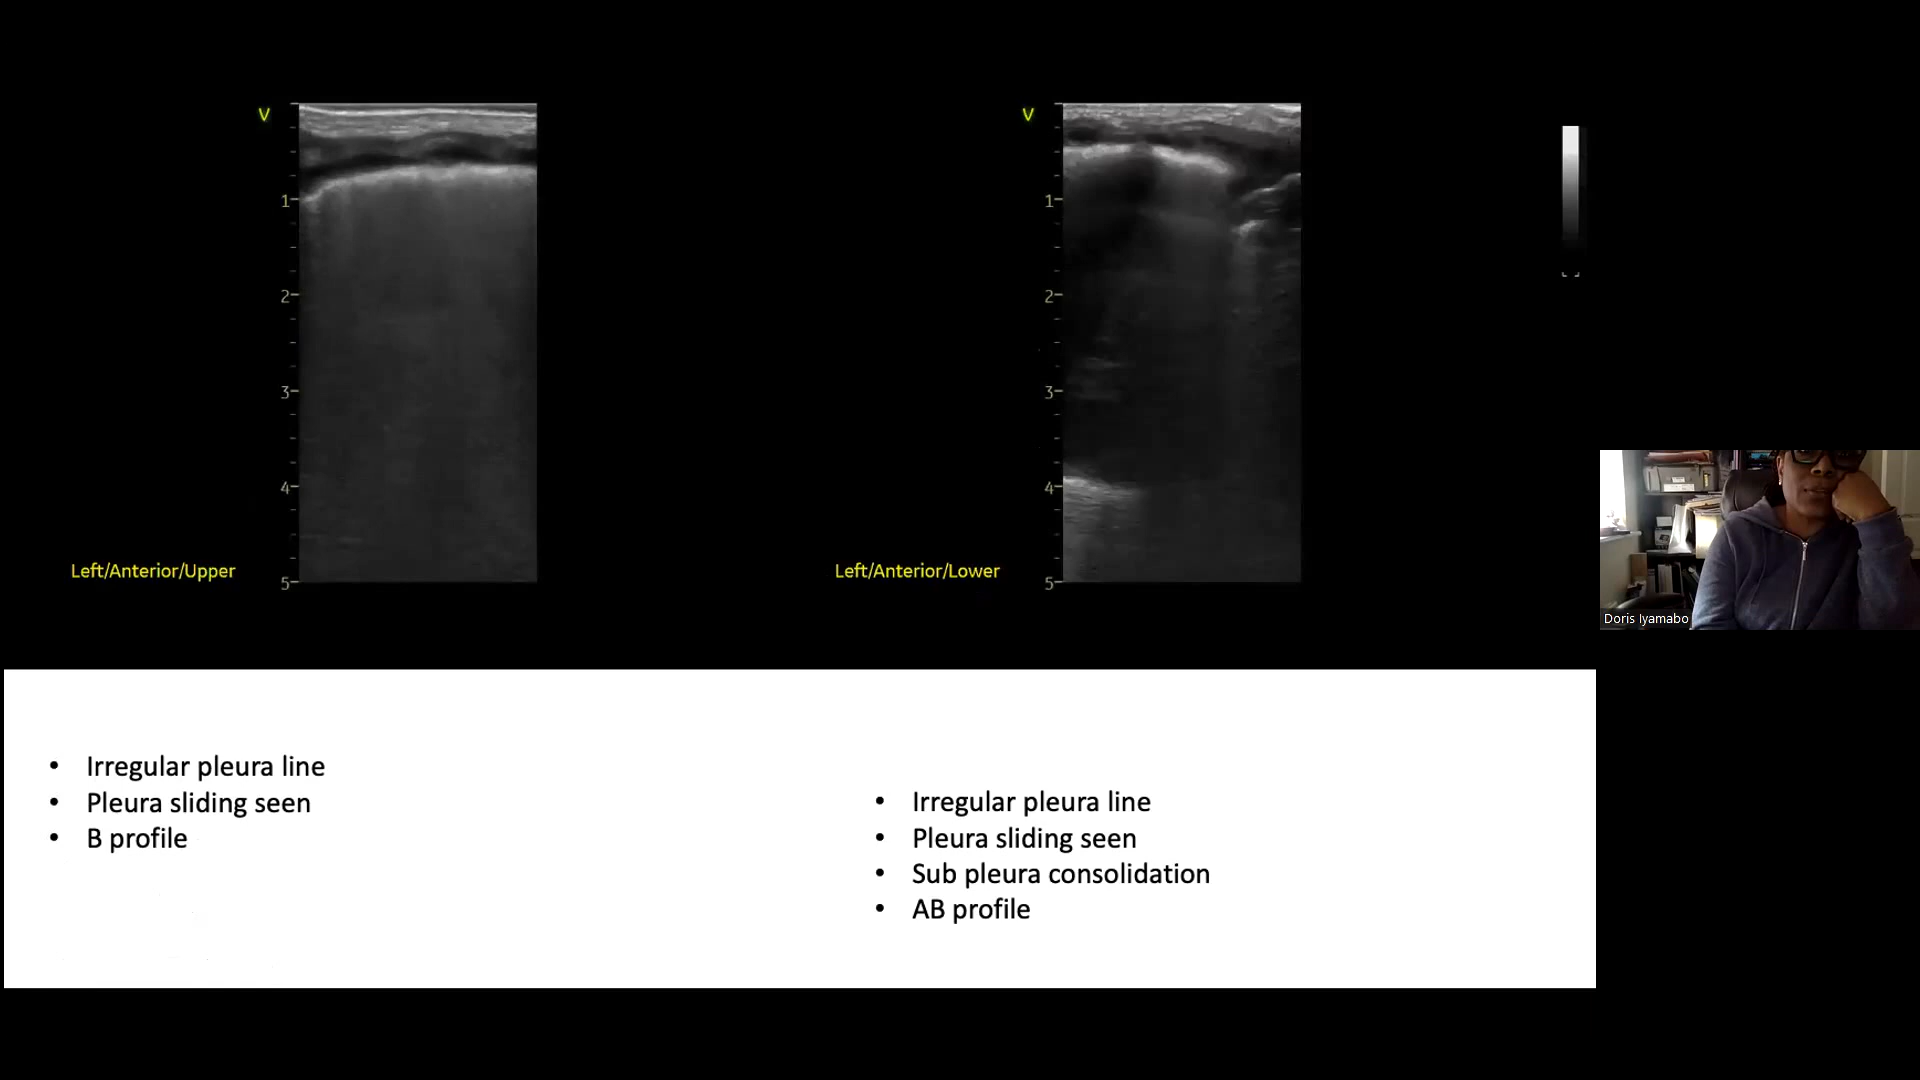 V
1
2
3
4
5
Left/Anterior/Upper
V
1
2
3
4
5
Left/Anterior/Lower
Doris Iyamabo
• Irregular pleura line
• Pleura sliding seen
• B profile
• Irregular pleura line
• Pleura sliding seen
• Sub pleura consolidation
• AB profile